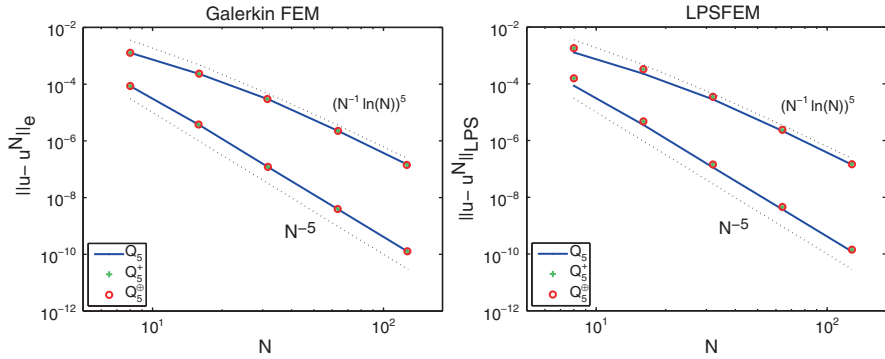 Galerkin FEM
||u− u^N||_e
10^−2
10^−4
10^−6
10^−8
10^−10
10^−12
(N^−1 ln(N))^5
N^−5
Q_5
Q_5^+
Q_5^⊕
10^1
10^2
N
LPSFEM
||u− u^N||_LPS
10^−2
10^−4
10^−6
10^−8
10^−10
10^−12
(N^−1 ln(N))^5
N^−5
Q_5
Q_5^+
Q_5^⊕
10^1
10^2
N